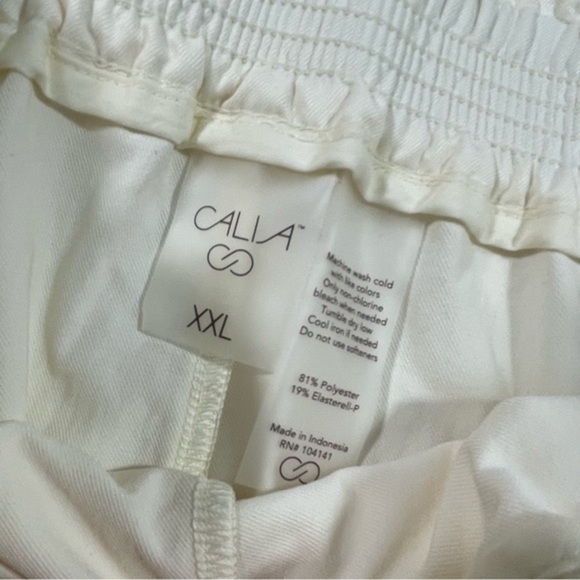 CALIA™
XXL
Machine wash cold
with like colors
Only non-chlorine
bleach when needed
Tumble dry low
Cool iron if needed
Do not use softeners
81% Polyester
19% Elasterell-P
Made in Indonesia
RN# 104141